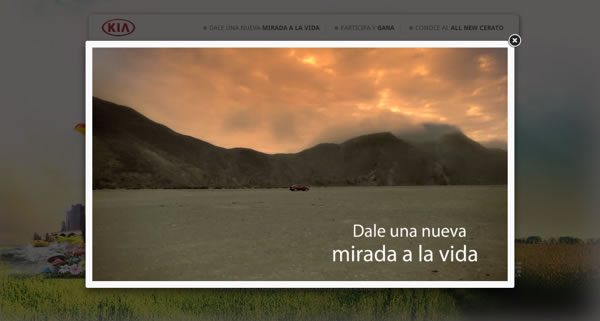 KIA
DALE UNA NUEVA MIRADA A LA VIDA
PARTICIPA Y GANA
CONOCE AL ALL NEW CERATO
Dale una nueva
mirada a la vida